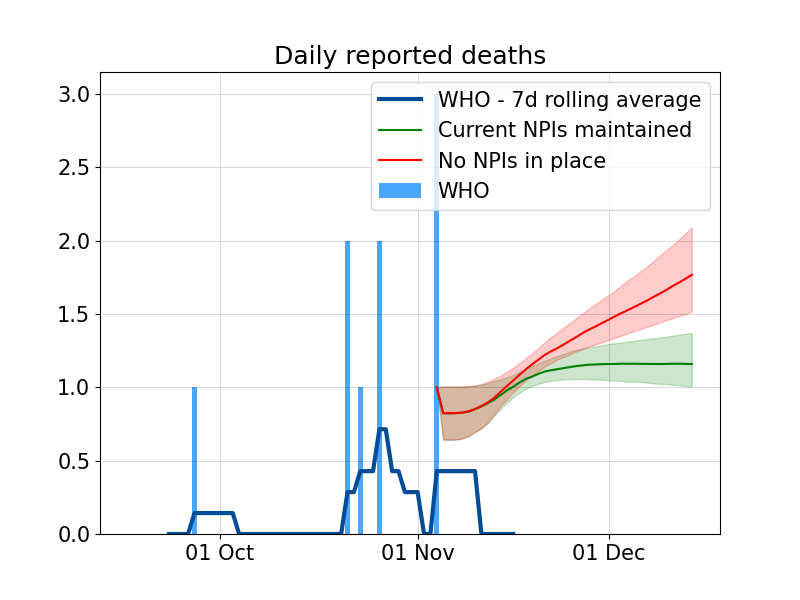 Daily reported deaths
3.0
2.5
2.0
1.5
1.0
0.5
0.0
WHO - 7d rolling average
Current NPIs maintained
No NPIs in place
WHO
01 Oct
01 Nov
01 Dec